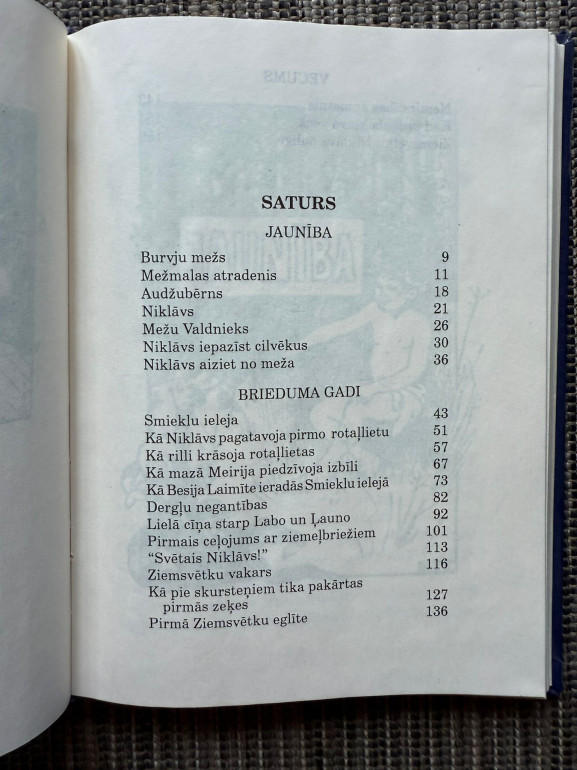 SATURS
JAUNĪBA
Burvju mežs 9
Mežmalas atradenis 11
Audžubērns 18
Niklāvs 21
Mežu Valdnieks 26
Niklāvs iepazīst cilvēkus 30
Niklāvs aiziet no meža 36
BRIEDUMA GADI
Smieklu ieleja 43
Kā Niklāvs pagatavoja pirmo rotaļlietu 51
Kā rilli krāsoja rotaļlietas 57
Kā mazā Meirija piedzīvoja izbīli 67
Kā Besija Laimīte ieradās Smieklu ielejā 73
Dergļu negantības 82
Lielā cīņa starp Labo un Ļauno 92
Pirmais ceļojums ar ziemeļbriežiem 101
“Svētais Niklāvs!” 113
Ziemsvētku vakars 116
Kā pie skursteņiem tika pakārtas
pirmās zeķes 127
Pirmā Ziemsvētku eglīte 136